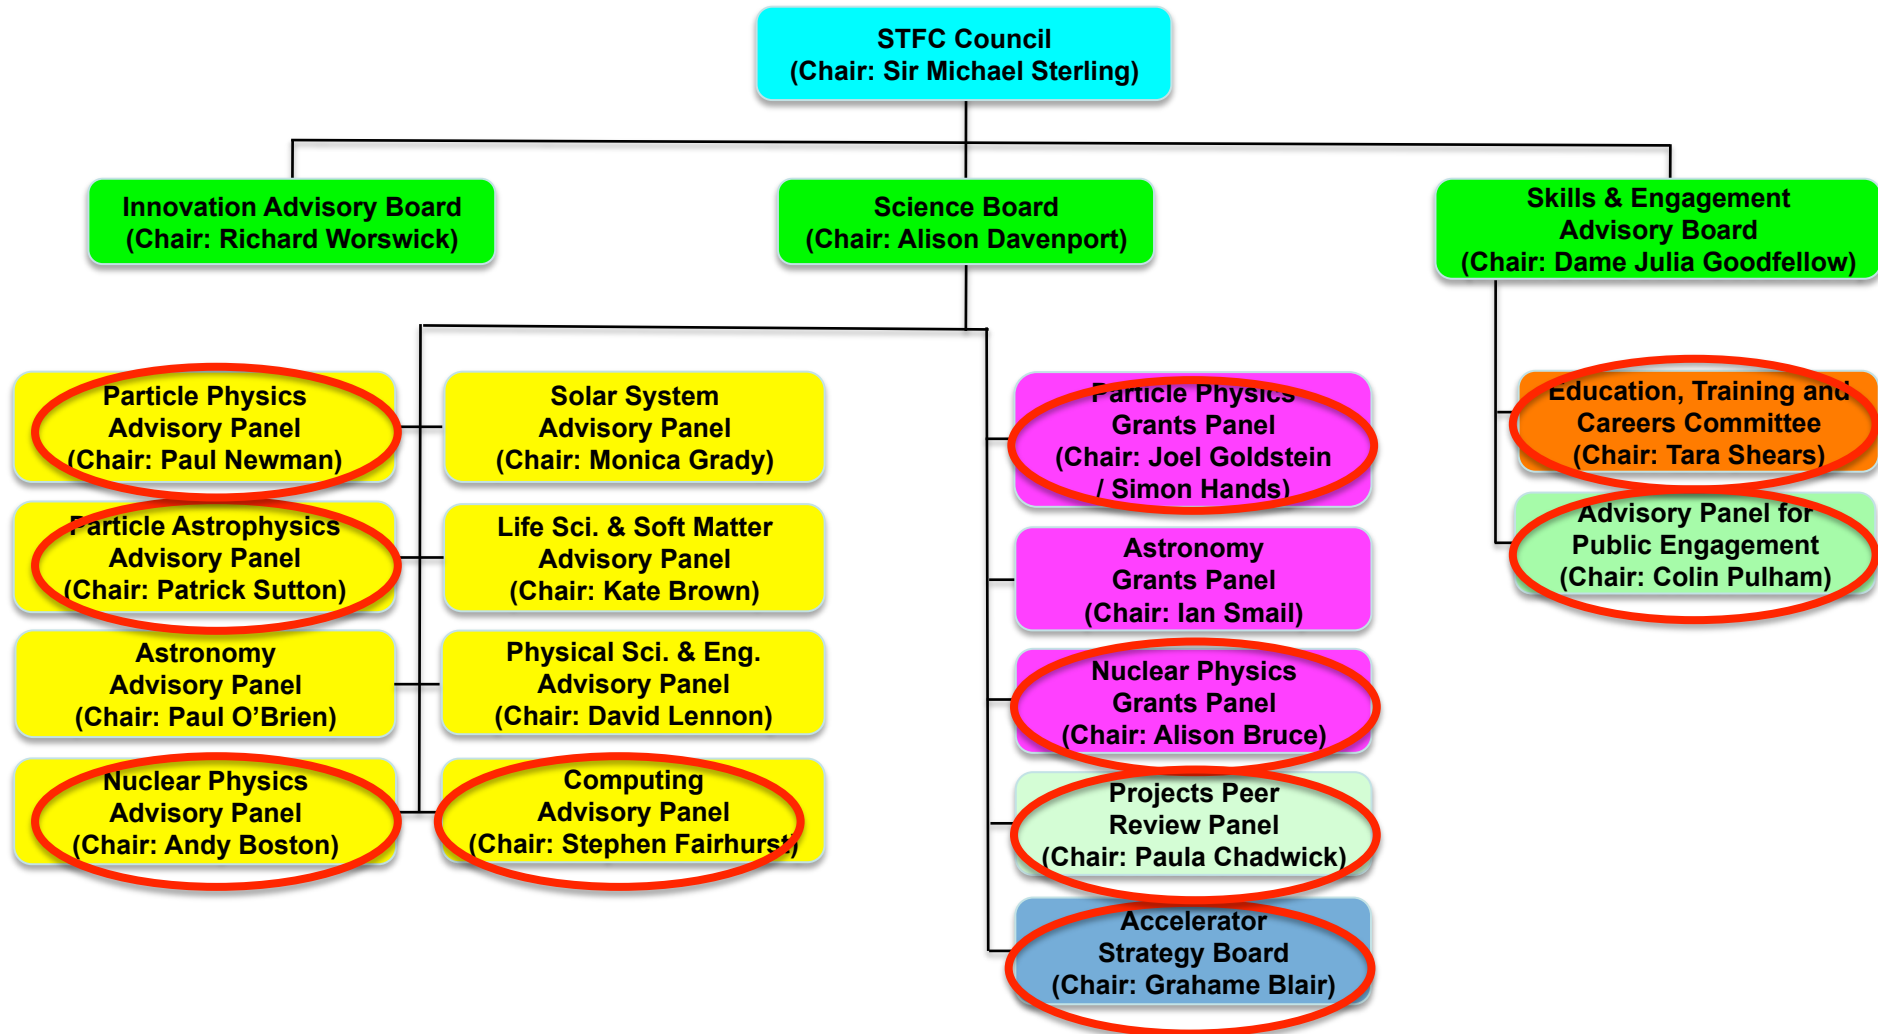 STFC Council
(Chair: Sir Michael Sterling)
Innovation Advisory Board
(Chair: Richard Worswick)
Science Board
(Chair: Alison Davenport)
Skills & Engagement
Advisory Board
(Chair: Dame Julia Goodfellow)
Particle Physics
Advisory Panel
(Chair: Paul Newman)
Solar System
Advisory Panel
(Chair: Monica Grady)
Particle Physics
Grants Panel
(Chair: Joel Goldstein
/ Simon Hands)
Education, Training and
Careers Committee
(Chair: Tara Shears)
Particle Astrophysics
Advisory Panel
(Chair: Patrick Sutton)
Life Sci. & Soft Matter
Advisory Panel
(Chair: Kate Brown)
Astronomy
Grants Panel
(Chair: Ian Smail)
Advisory Panel for
Public Engagement
(Chair: Colin Pulham)
Astronomy
Advisory Panel
(Chair: Paul O’Brien)
Physical Sci. & Eng.
Advisory Panel
(Chair: David Lennon)
Nuclear Physics
Grants Panel
(Chair: Alison Bruce)
Nuclear Physics
Advisory Panel
(Chair: Andy Boston)
Computing
Advisory Panel
(Chair: Stephen Fairhurst)
Projects Peer
Review Panel
(Chair: Paula Chadwick)
Accelerator
Strategy Board
(Chair: Grahame Blair)